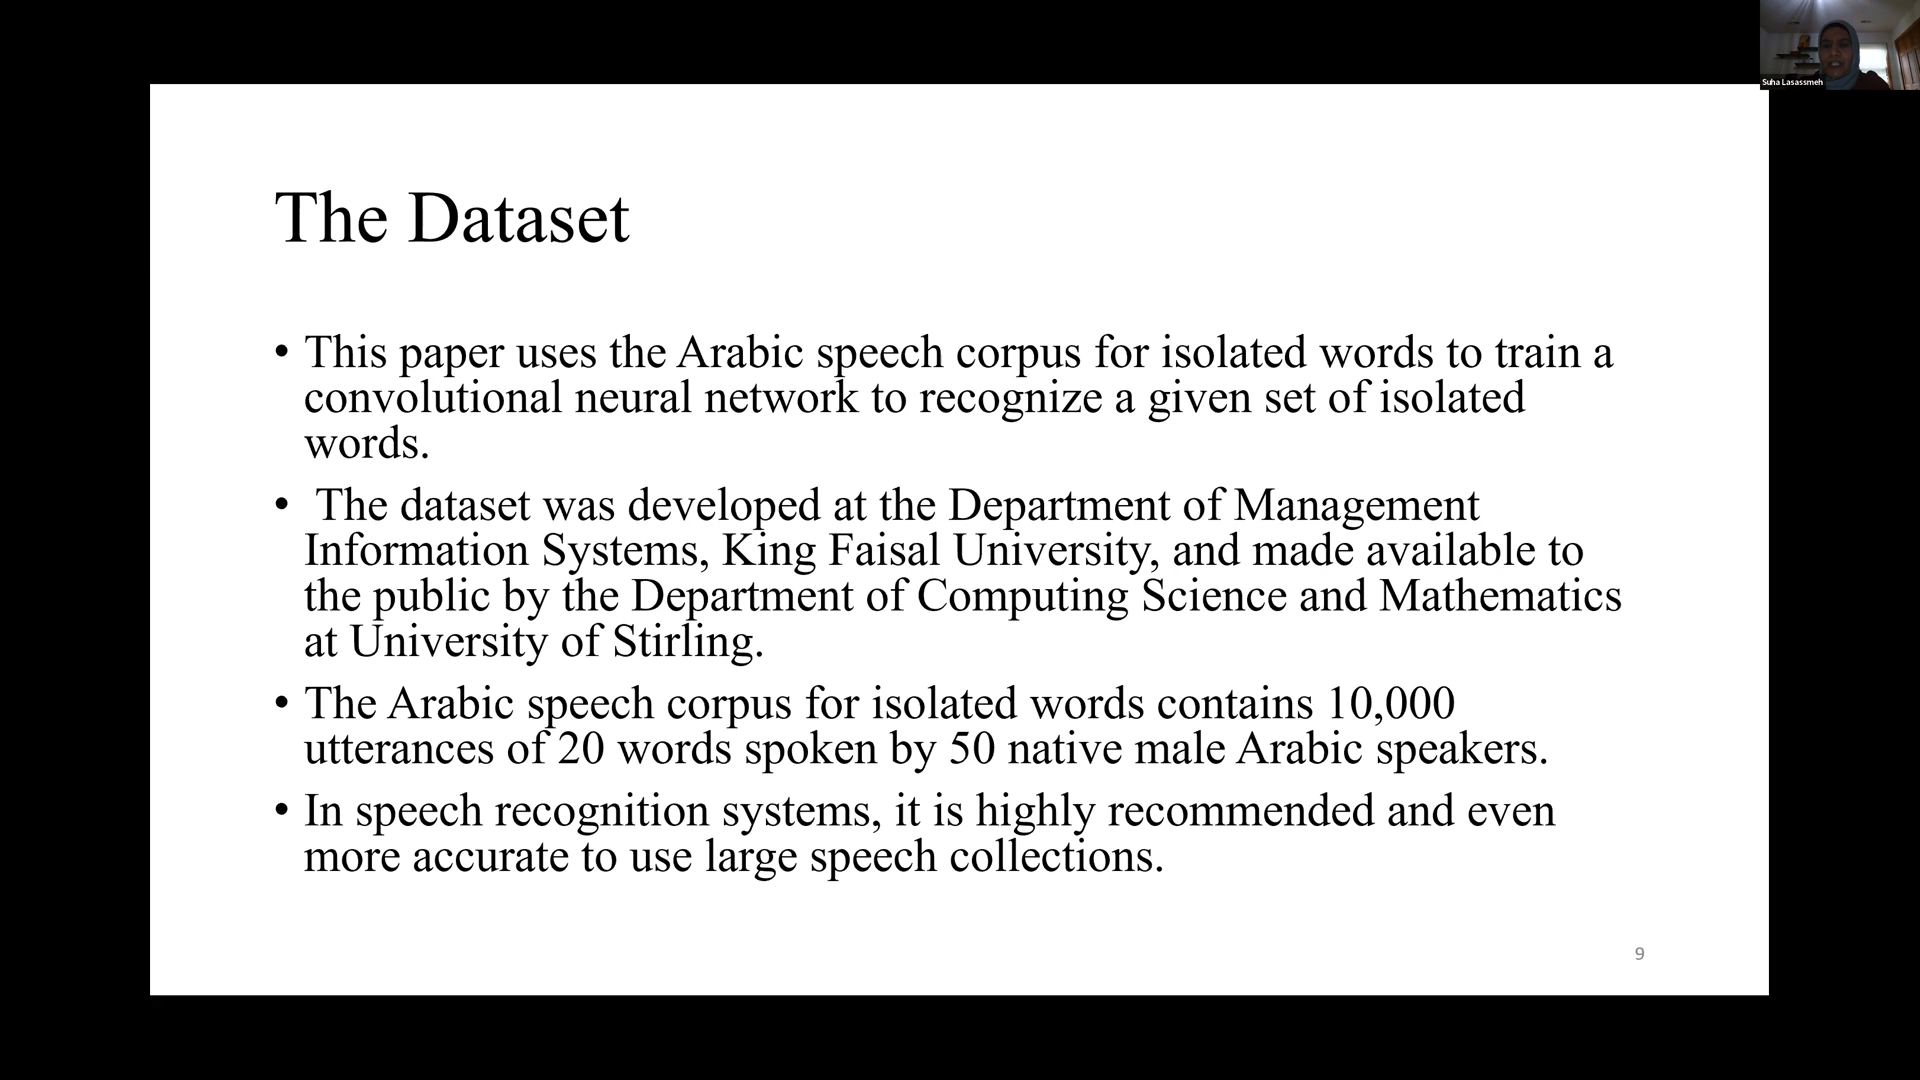 Suha Lasassmeh
The Dataset
• This paper uses the Arabic speech corpus for isolated words to train a
convolutional neural network to recognize a given set of isolated
words.
• The dataset was developed at the Department of Management
Information Systems, King Faisal University, and made available to
the public by the Department of Computing Science and Mathematics
at University of Stirling.
• The Arabic speech corpus for isolated words contains 10,000
utterances of 20 words spoken by 50 native male Arabic speakers.
• In speech recognition systems, it is highly recommended and even
more accurate to use large speech collections.
9